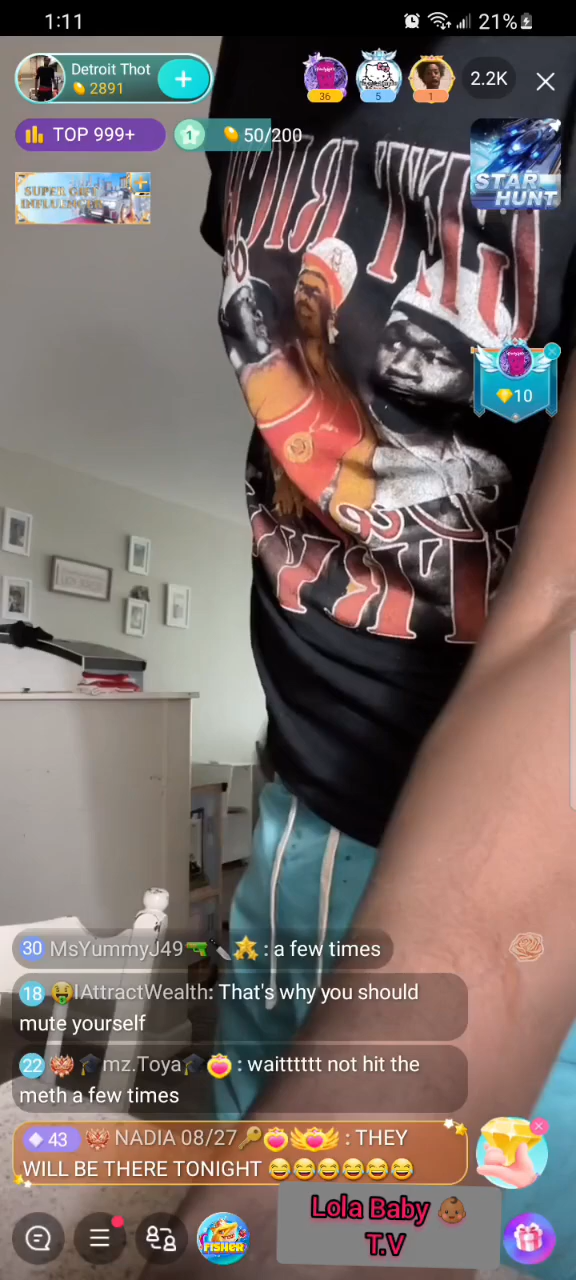 1:11
21%
Detroit Thot
2891
36
5
1
2.2K
TOP 999+
1
50/200
SUPER GIFT
INFLUENCER
STAR
HUNT
10
30 MsYummyJ49 : a few times
18 IAttractWealth: That's why you should
mute yourself
22 mz.Toya : waitttttt not hit the
meth a few times
43 NADIA 08/27 : THEY
WILL BE THERE TONIGHT 😂😂😂😂😂😂
Lola Baby 👶🏾
T.V
FISHER